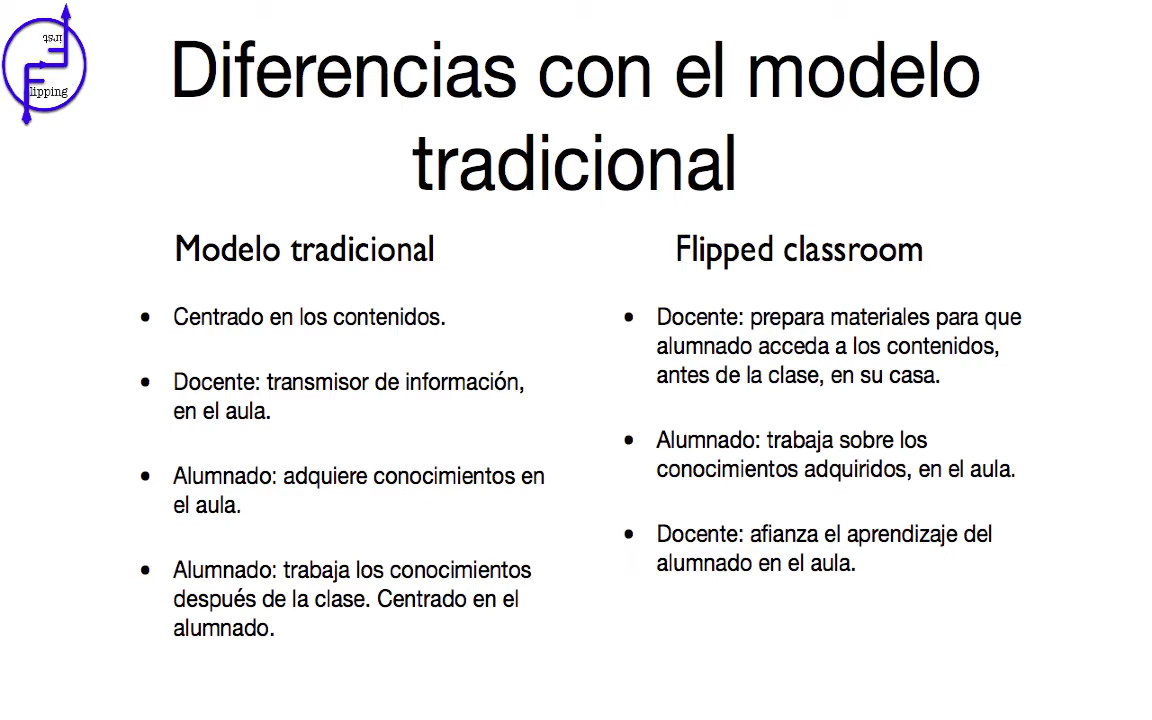 irst
lipping
Diferencias con el modelo
tradicional
Modelo tradicional
• Centrado en los contenidos.
• Docente: transmisor de información,
en el aula.
• Alumnado: adquiere conocimientos en
el aula.
• Alumnado: trabaja los conocimientos
después de la clase. Centrado en el
alumnado.
Flipped classroom
• Docente: prepara materiales para que
alumnado acceda a los contenidos,
antes de la clase, en su casa.
• Alumnado: trabaja sobre los
conocimientos adquiridos, en el aula.
• Docente: afianza el aprendizaje del
alumnado en el aula.